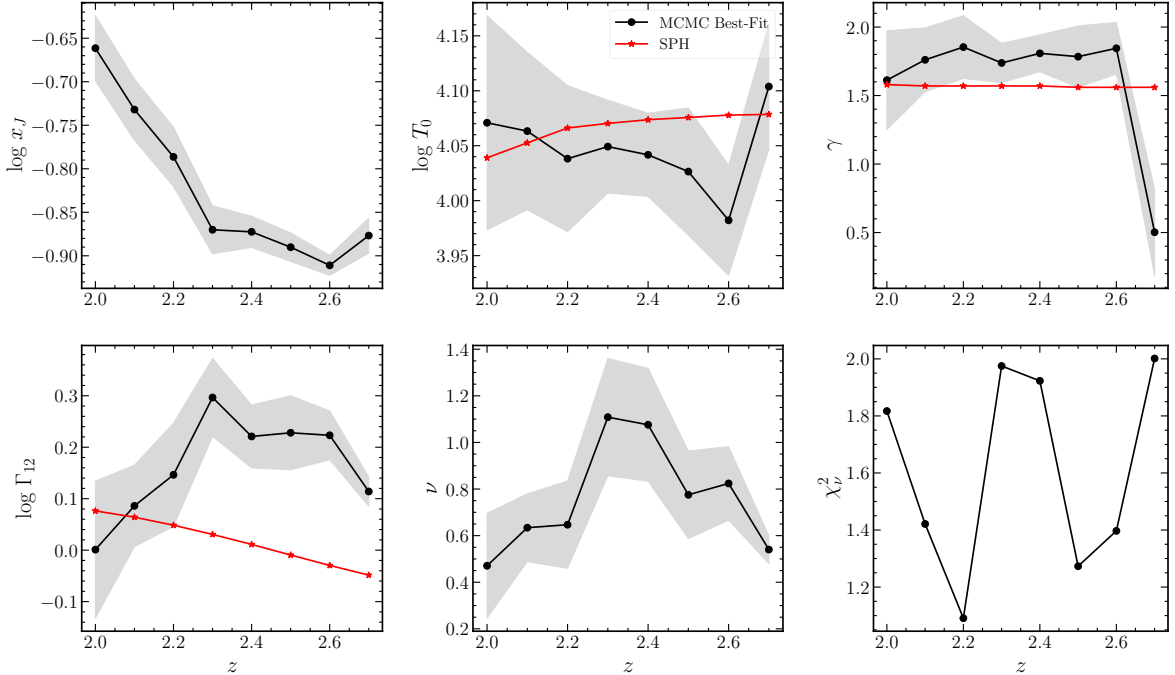 −0.65
−0.70
−0.75
−0.80
−0.85
−0.90
log x_J
2.0 2.2 2.4 2.6
4.15
4.10
4.05
4.00
3.95
log T_0
MCMC Best-Fit
SPH
2.0 2.2 2.4 2.6
2.0
1.5
1.0
0.5
γ
2.0 2.2 2.4 2.6
0.3
0.2
0.1
0.0
−0.1
log Γ_12
2.0 2.2 2.4 2.6
z
1.4
1.2
1.0
0.8
0.6
0.4
0.2
ν
2.0 2.2 2.4 2.6
z
2.0
1.8
1.6
1.4
1.2
χ²_ν
2.0 2.2 2.4 2.6
z